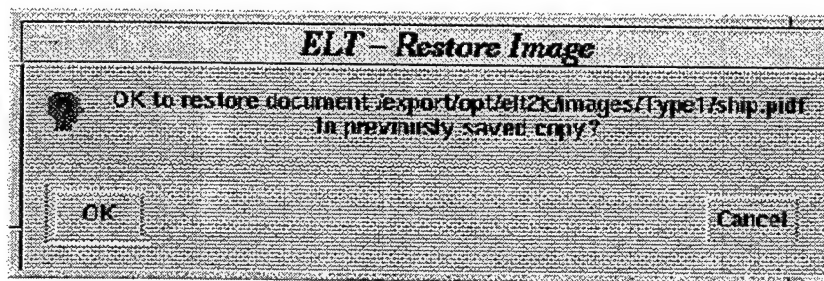 ELT – Restore Image
OK to restore document /export/opt/elt2k/images/Type1/ship.pidf
to previously saved copy?
OK
Cancel